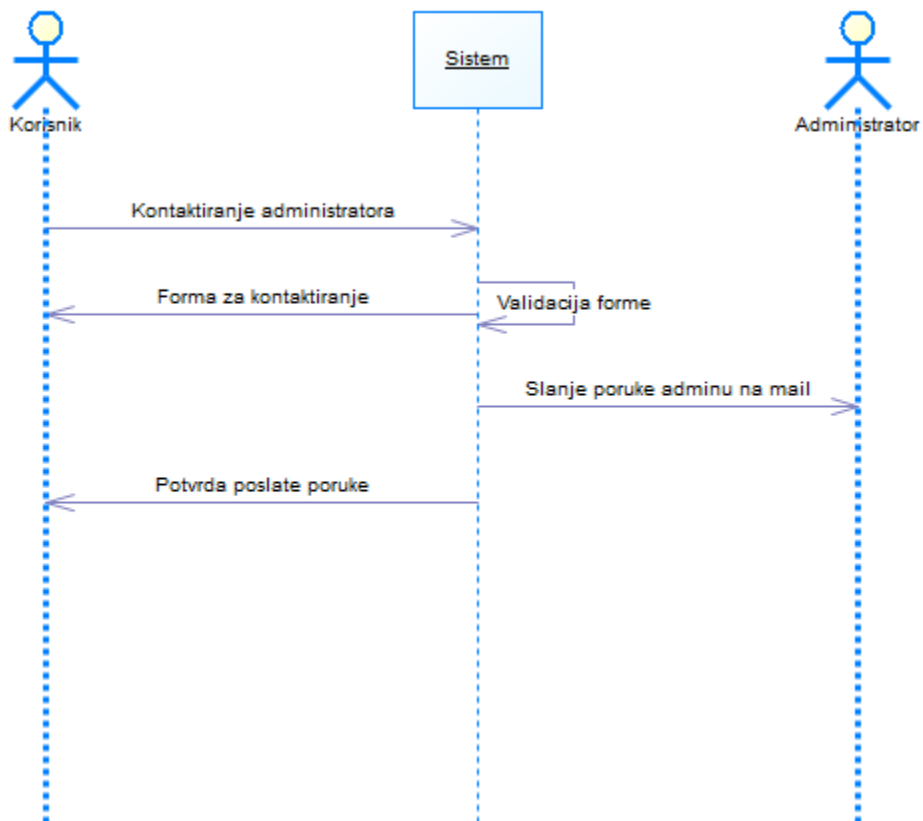 Sistem
Korisnik
Administrator
Kontaktiranje administratora
Forma za kontaktiranje
Validacija forme
Slanje poruke adminu na mail
Potvrda poslate poruke